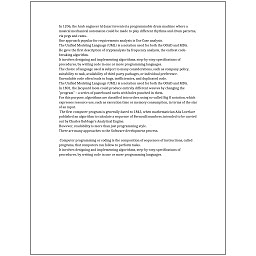 In 1206, the Arab engineer Al-Jazari invented a programmable drum machine where a
musical mechanical automaton could be made to play different rhythms and drum patterns,
via pegs and cams.
One approach popular for requirements analysis is Use Case analysis.
The Unified Modeling Language (UML) is a notation used for both the OOAD and MDA.
He gave the first description of cryptanalysis by frequency analysis, the earliest code-
breaking algorithm.
It involves designing and implementing algorithms, step-by-step specifications of
procedures, by writing code in one or more programming languages.
The choice of language used is subject to many considerations, such as company policy,
suitability to task, availability of third-party packages, or individual preference.
Unreadable code often leads to bugs, inefficiencies, and duplicated code.
The Unified Modeling Language (UML) is a notation used for both the OOAD and MDA.
In 1801, the Jacquard loom could produce entirely different weaves by changing the
"program" - a series of pasteboard cards with holes punched in them.
For this purpose, algorithms are classified into orders using so-called Big O notation, which
expresses resource use, such as execution time or memory consumption, in terms of the size
of an input.
The first computer program is generally dated to 1843, when mathematician Ada Lovelace
published an algorithm to calculate a sequence of Bernoulli numbers, intended to be carried
out by Charles Babbage's Analytical Engine.
However, readability is more than just programming style.
There are many approaches to the Software development process.
Computer programming or coding is the composition of sequences of instructions, called
programs, that computers can follow to perform tasks.
It involves designing and implementing algorithms, step-by-step specifications of
procedures, by writing code in one or more programming languages.